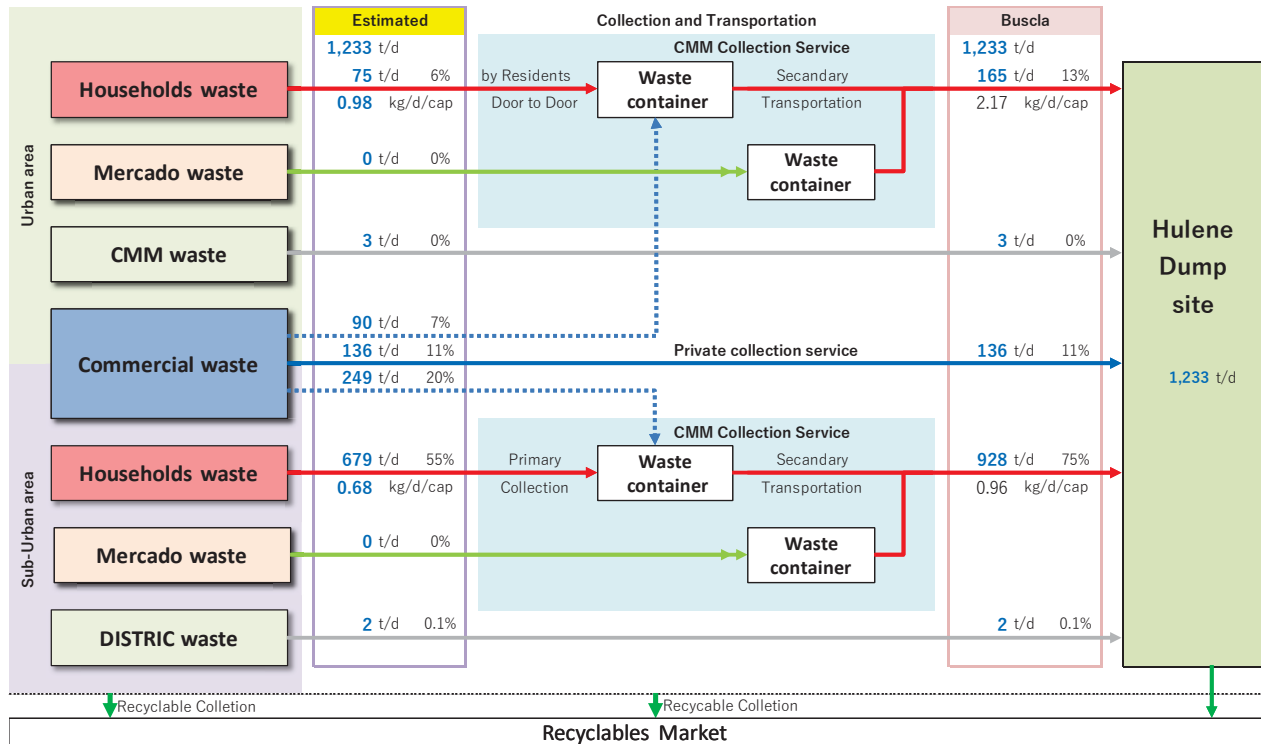 Estimated
Collection and Transportation
Buscla
1,233 t/d
CMM Collection Service
1,233 t/d
Urban area
Households waste
75 t/d 6%
0.98 kg/d/cap
by Residents
Door to Door
Waste
container
Secandary
Transportation
165 t/d 13%
2.17 kg/d/cap
Mercado waste
0 t/d 0%
Waste
container
CMM waste
3 t/d 0%
3 t/d 0%
Hulene
Dump
site
1,233 t/d
Commercial waste
90 t/d 7%
136 t/d 11%
249 t/d 20%
Private collection service
136 t/d 11%
Sub-Urban area
CMM Collection Service
Households waste
679 t/d 55%
0.68 kg/d/cap
Primary
Collection
Waste
container
Secandary
Transportation
928 t/d 75%
0.96 kg/d/cap
Mercado waste
0 t/d 0%
Waste
container
DISTRIC waste
2 t/d 0.1%
2 t/d 0.1%
Recyclable Colletion
Recycable Colletion
Recyclables Market